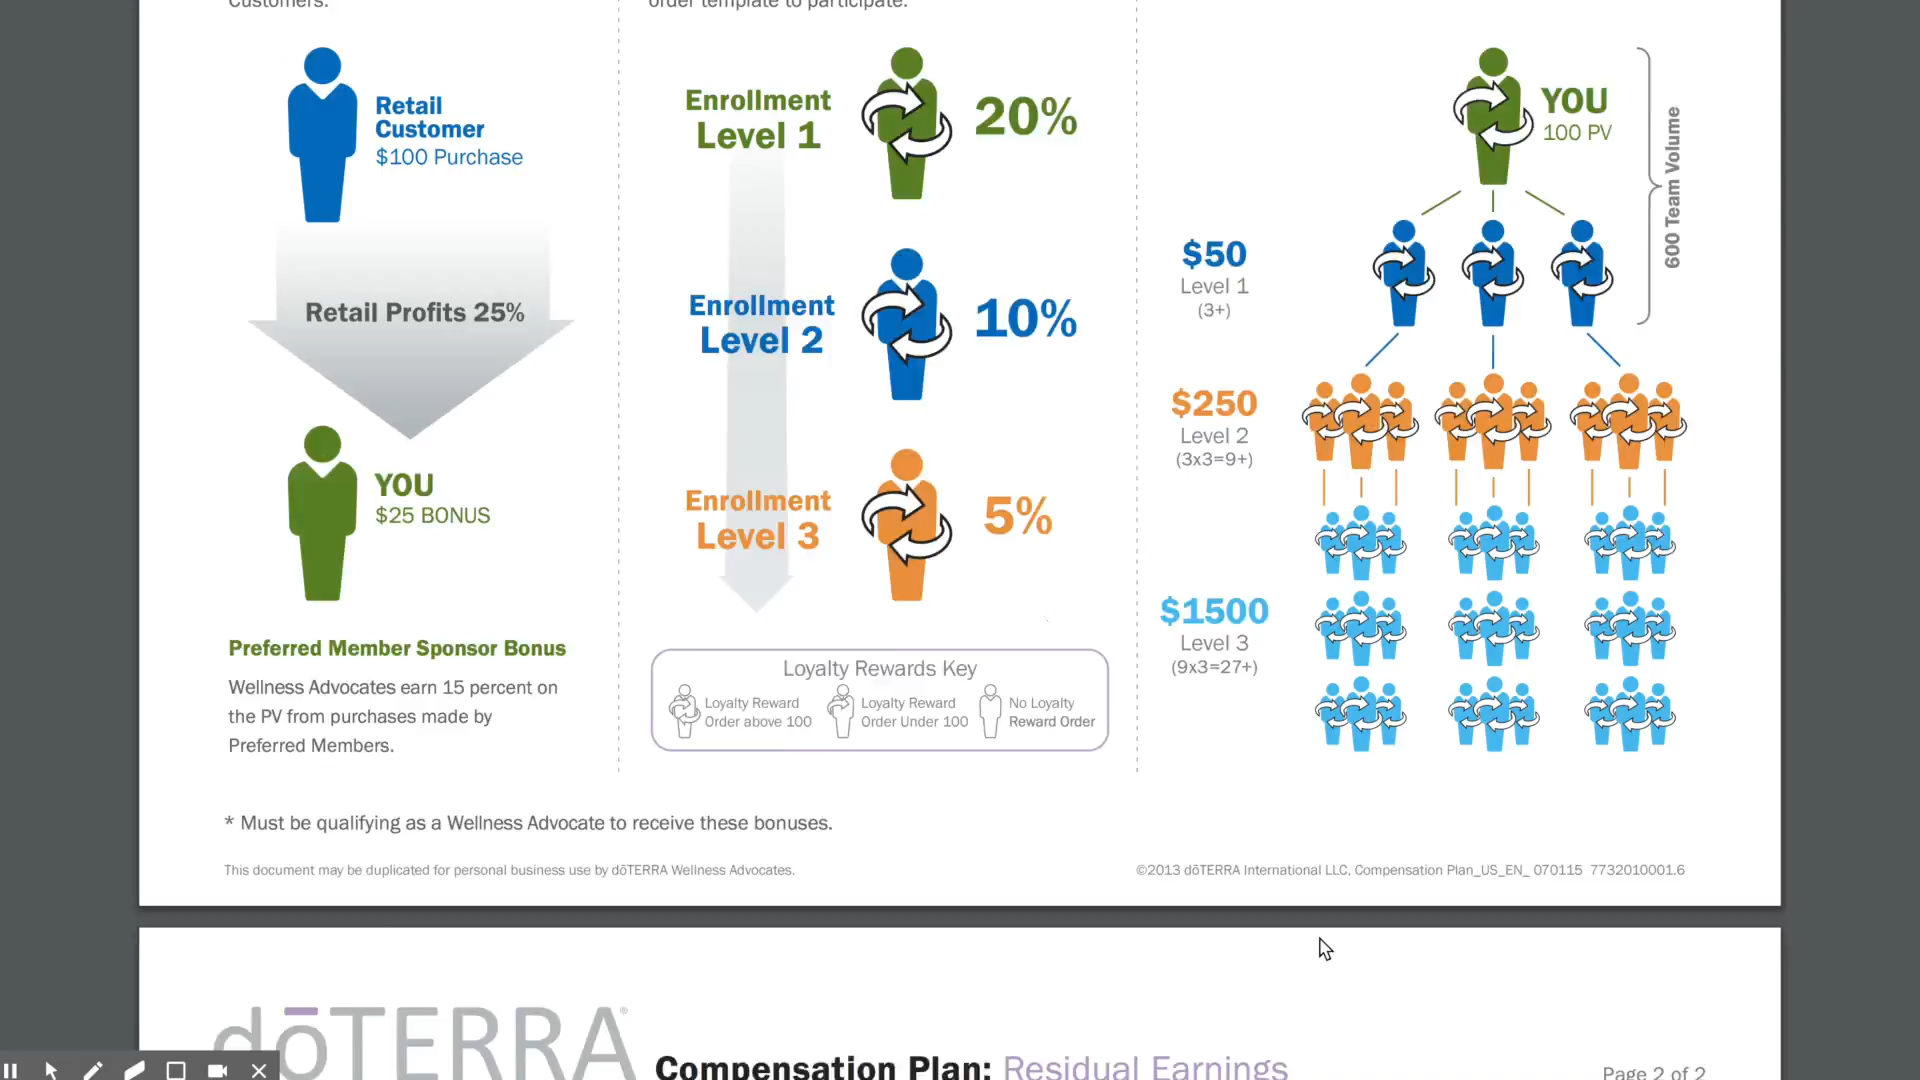 Customers.
order template to participate.
Retail
Customer
$100 Purchase
Retail Profits 25%
YOU
$25 BONUS
Preferred Member Sponsor Bonus
Wellness Advocates earn 15 percent on
the PV from purchases made by
Preferred Members.
Enrollment
Level 1
20%
Enrollment
Level 2
10%
Enrollment
Level 3
5%
Loyalty Rewards Key
Loyalty Reward
Order above 100
Loyalty Reward
Order Under 100
No Loyalty
Reward Order
YOU
100 PV
600 Team Volume
$50
Level 1
(3+)
$250
Level 2
(3x3=9+)
$1500
Level 3
(9x3=27+)
* Must be qualifying as a Wellness Advocate to receive these bonuses.
This document may be duplicated for personal business use by dōTERRA Wellness Advocates.
©2013 dōTERRA International LLC, Compensation Plan_US_EN_ 070115 7732010001.6
dōTERRA®
Compensation Plan: Residual Earnings
Page 2 of 2